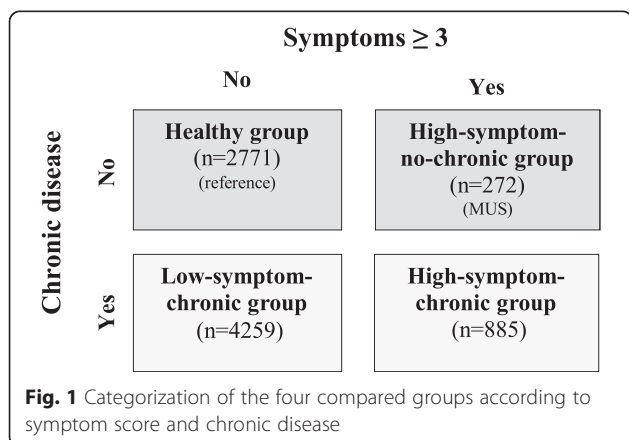 Symptoms ≥ 3
No
Yes
Chronic disease
No
Healthy group
(n=2771)
(reference)
High-symptom-
no-chronic group
(n=272)
(MUS)
Yes
Low-symptom-
chronic group
(n=4259)
High-symptom-
chronic group
(n=885)
Fig. 1 Categorization of the four compared groups according to
symptom score and chronic disease